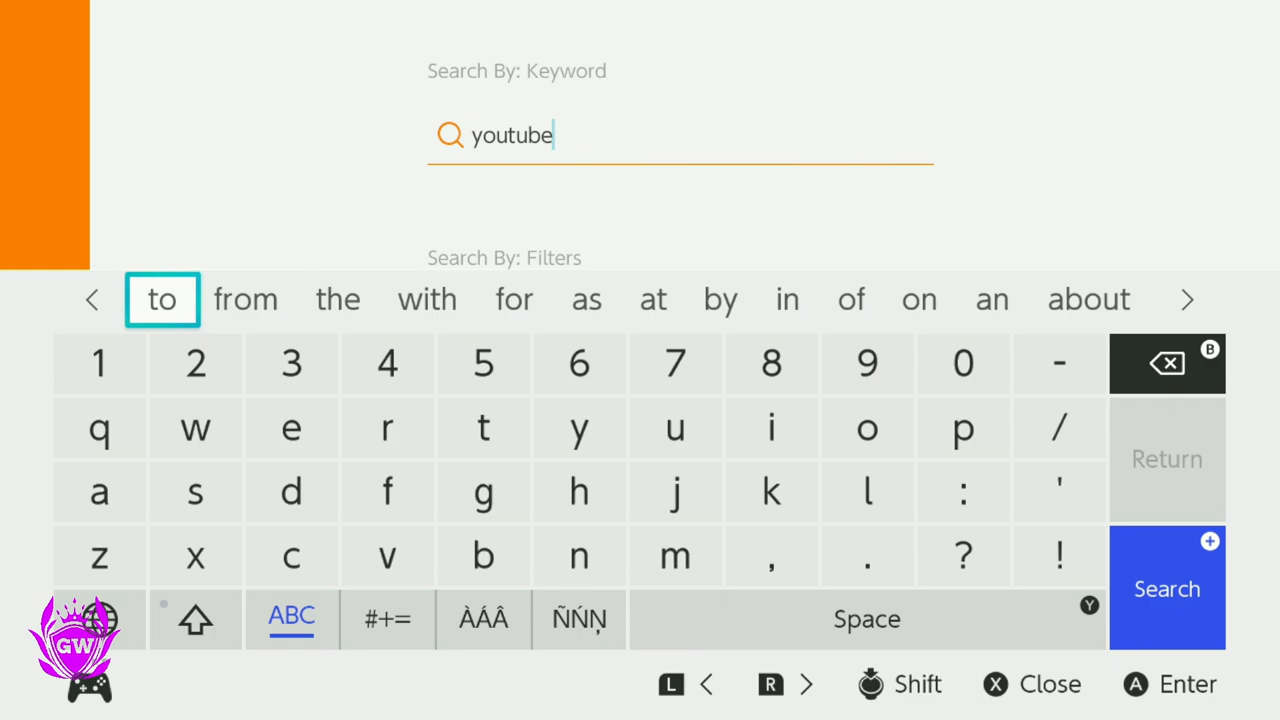 Search By: Keyword
youtube
Search By: Filters
to from the with for as at by in of on an about
1 2 3 4 5 6 7 8 9 0 - B
q w e r t y u i o p /
Return
a s d f g h j k l : '
z x c v b n m , . ? ! +
Search
ABC #+= ÀÁÂ ÑŃŅ Space Y
GW
L R Shift X Close A Enter